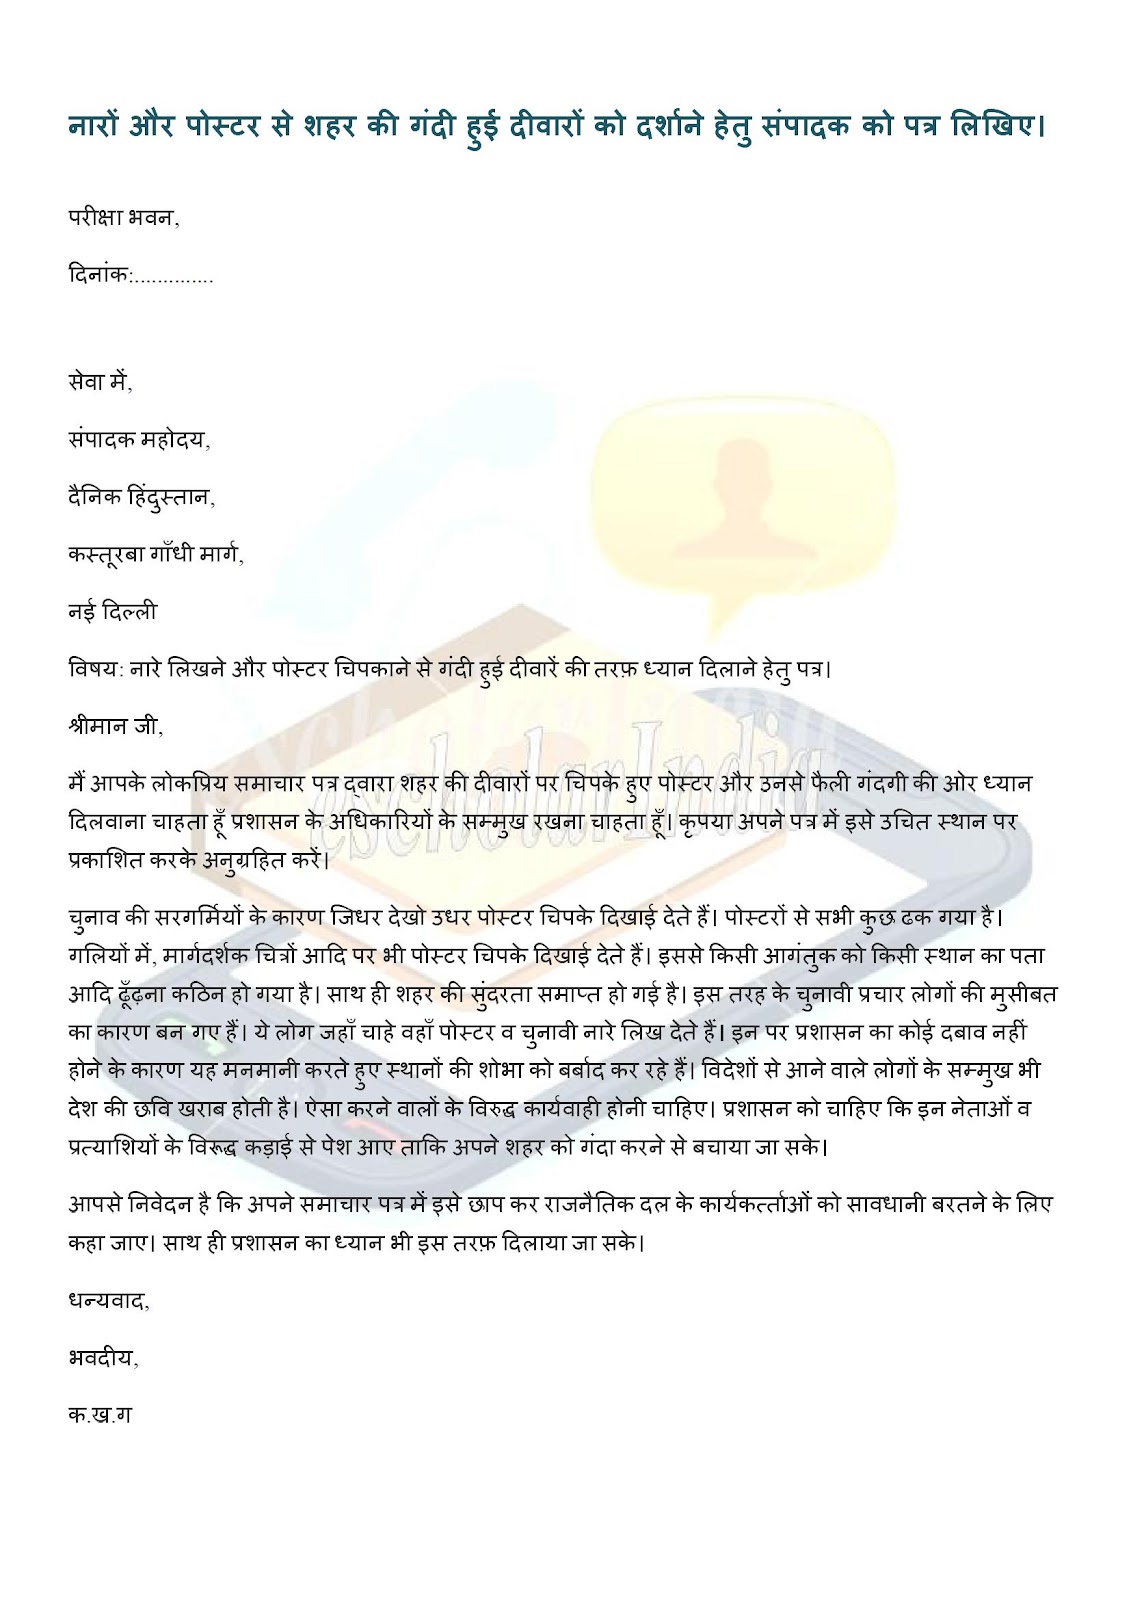 नारों और पोस्टर से शहर की गंदी हुई दीवारों को दर्शाने हेतु संपादक को पत्र लिखिए।
परीक्षा भवन,
दिनांक:..............
सेवा में,
संपादक महोदय,
दैनिक हिंदुस्तान,
कस्तूरबा गाँधी मार्ग,
नई दिल्ली
विषय: नारे लिखने और पोस्टर चिपकाने से गंदी हुई दीवारें की तरफ़ ध्यान दिलाने हेतु पत्र।
श्रीमान जी,
मैं आपके लोकप्रिय समाचार पत्र द्वारा शहर की दीवारों पर चिपके हुए पोस्टर और उनसे फैली गंदगी की ओर ध्यान
दिलवाना चाहता हूँ प्रशासन के अधिकारियों के सम्मुख रखना चाहता हूँ। कृपया अपने पत्र में इसे उचित स्थान पर
प्रकाशित करके अनुग्रहित करें।
चुनाव की सरगर्मियों के कारण जिधर देखो उधर पोस्टर चिपके दिखाई देते हैं। पोस्टरों से सभी कुछ ढक गया है।
गलियों में, मार्गदर्शक चित्रों आदि पर भी पोस्टर चिपके दिखाई देते हैं। इससे किसी आगंतुक को किसी स्थान का पता
आदि ढूँढ़ना कठिन हो गया है। साथ ही शहर की सुंदरता समाप्त हो गई है। इस तरह के चुनावी प्रचार लोगों की मुसीबत
का कारण बन गए हैं। ये लोग जहाँ चाहे वहाँ पोस्टर व चुनावी नारे लिख देते हैं। इन पर प्रशासन का कोई दबाव नहीं
होने के कारण यह मनमानी करते हुए स्थानों की शोभा को बर्बाद कर रहे हैं। विदेशों से आने वाले लोगों के सम्मुख भी
देश की छवि खराब होती है। ऐसा करने वालों के विरुद्ध कार्यवाही होनी चाहिए। प्रशासन को चाहिए कि इन नेताओं व
प्रत्याशियों के विरूद्ध कड़ाई से पेश आए ताकि अपने शहर को गंदा करने से बचाया जा सके।
आपसे निवेदन है कि अपने समाचार पत्र में इसे छाप कर राजनैतिक दल के कार्यकर्त्ताओं को सावधानी बरतने के लिए
कहा जाए। साथ ही प्रशासन का ध्यान भी इस तरफ़ दिलाया जा सके।
धन्यवाद,
भवदीय,
क.ख.ग
eScholarIndia